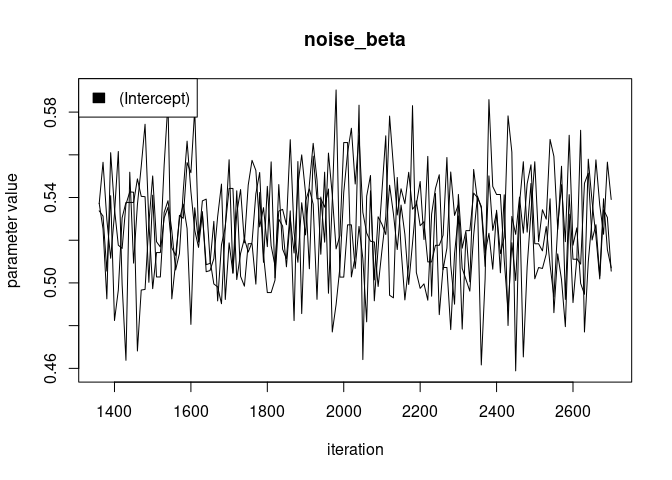 noise_beta
(Intercept)
0.58
0.54
0.50
0.46
parameter value
1400 1600 1800 2000 2200 2400 2600
iteration